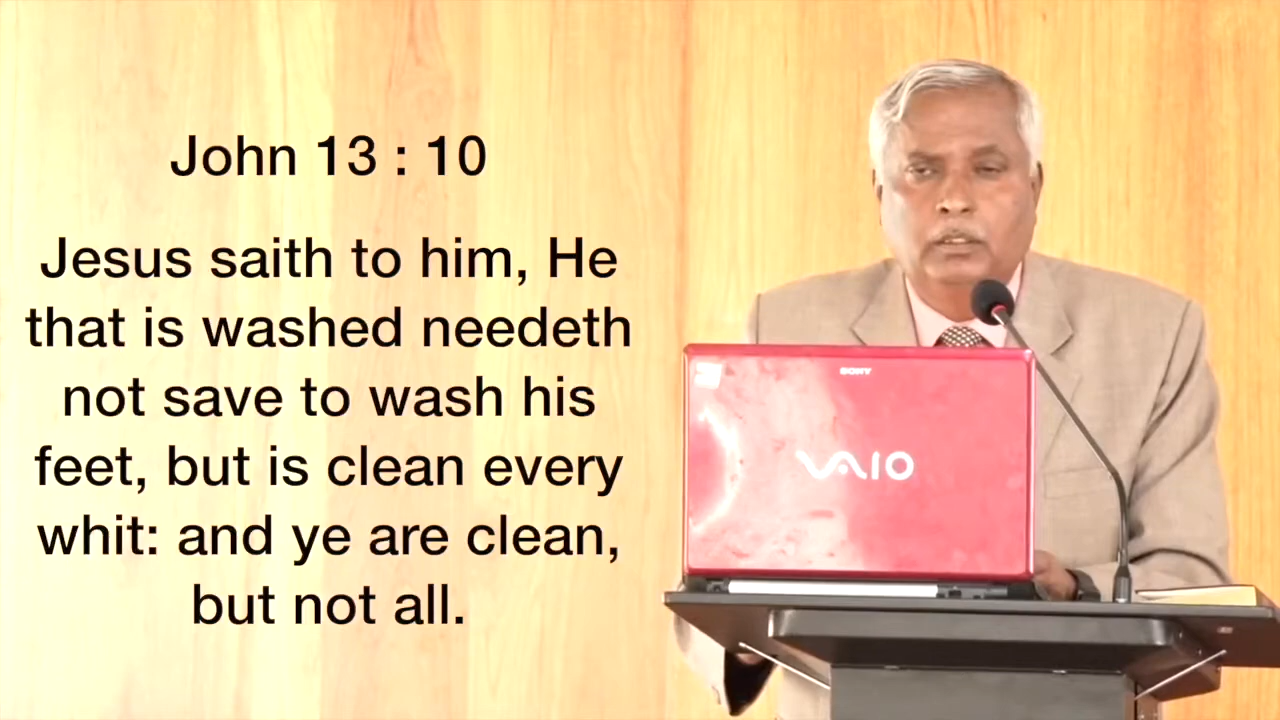 John 13 : 10
Jesus saith to him, He
that is washed needeth
not save to wash his
feet, but is clean every
whit: and ye are clean,
but not all.
SONY
VAIO